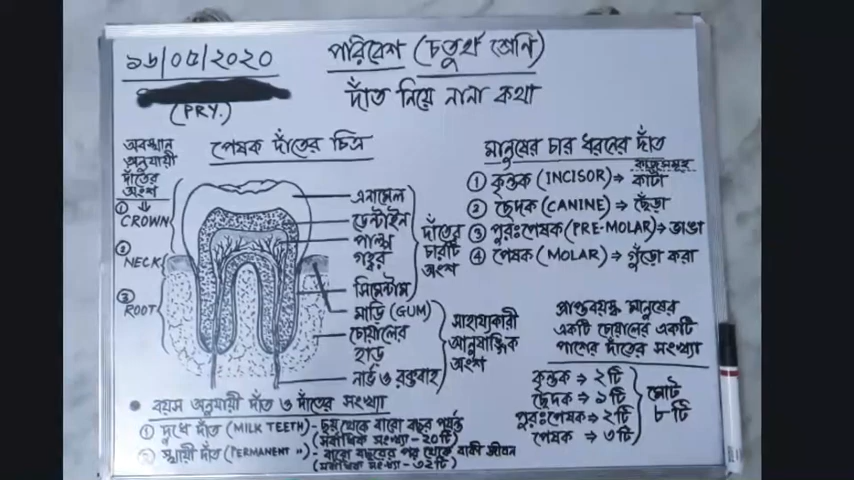 ১৬/০৫/২০২০
পরিবেশ (চতুর্থ শ্রেণি)
(PRY.)
দাঁত নিয়ে নানা কথা
অবস্থান
অনুযায়ী
দাঁতের
অংশ
① CROWN
② NECK
③ ROOT
পেষক দাঁতের চিত্র
এনামেল
ডেন্টাইন
পাল্প
গহ্বর
সিমেন্টাম
দাঁতের
চারটি
অংশ
মাড়ি (GUM)
চোয়ালের
হাড়
নার্ভ ও রক্তবাহ
সাহায্যকারী
আনুষাঙ্গিক
অংশ
মানুষের চার ধরনের দাঁত
কাজসমূহ
① কৃন্তক (INCISOR) → কাটা
② ছেদক (CANINE) → ছেঁড়া
③ পুরঃপেষক (PRE-MOLAR) → ভাঙা
④ পেষক (MOLAR) → গুঁড়ো করা
প্রাপ্তবয়স্ক মানুষের
একটি চোয়ালের একটি
পাশের দাঁতের সংখ্যা
কৃন্তক → ২টি
ছেদক → ১টি
পুরঃপেষক → ২টি
পেষক → ৩টি
মোট
৮টি
● বয়স অনুযায়ী দাঁত ও দাঁতের সংখ্যা
① দুধে দাঁত (MILK TEETH) - ছয় থেকে বারো বছর পর্যন্ত
(সর্বাধিক সংখ্যা - ২০টি)
② স্থায়ী দাঁত (PERMANENT ") - বারো বছরের পর থেকে বাকী জীবন
(সর্বাধিক সংখ্যা - ৩২টি)